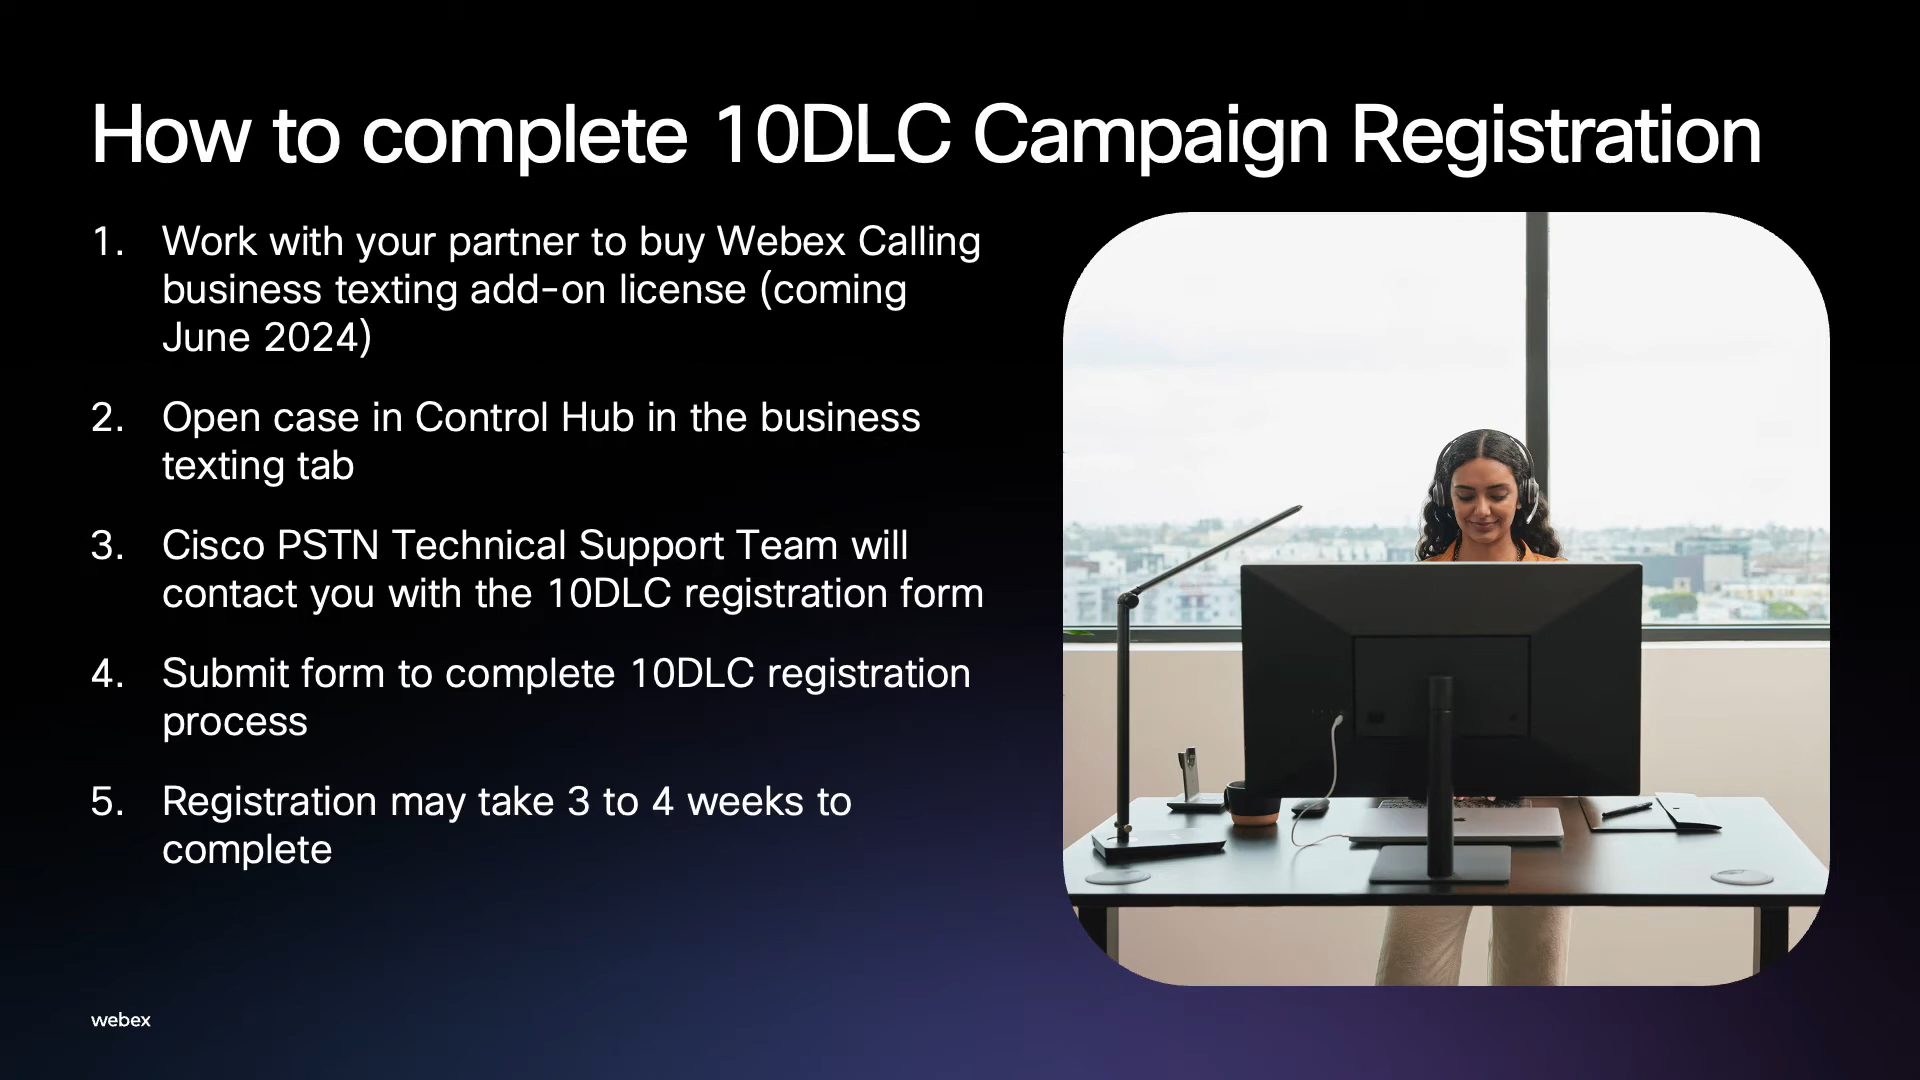 How to complete 10DLC Campaign Registration
1. Work with your partner to buy Webex Calling
business texting add-on license (coming
June 2024)
2. Open case in Control Hub in the business
texting tab
3. Cisco PSTN Technical Support Team will
contact you with the 10DLC registration form
4. Submit form to complete 10DLC registration
process
5. Registration may take 3 to 4 weeks to
complete
webex